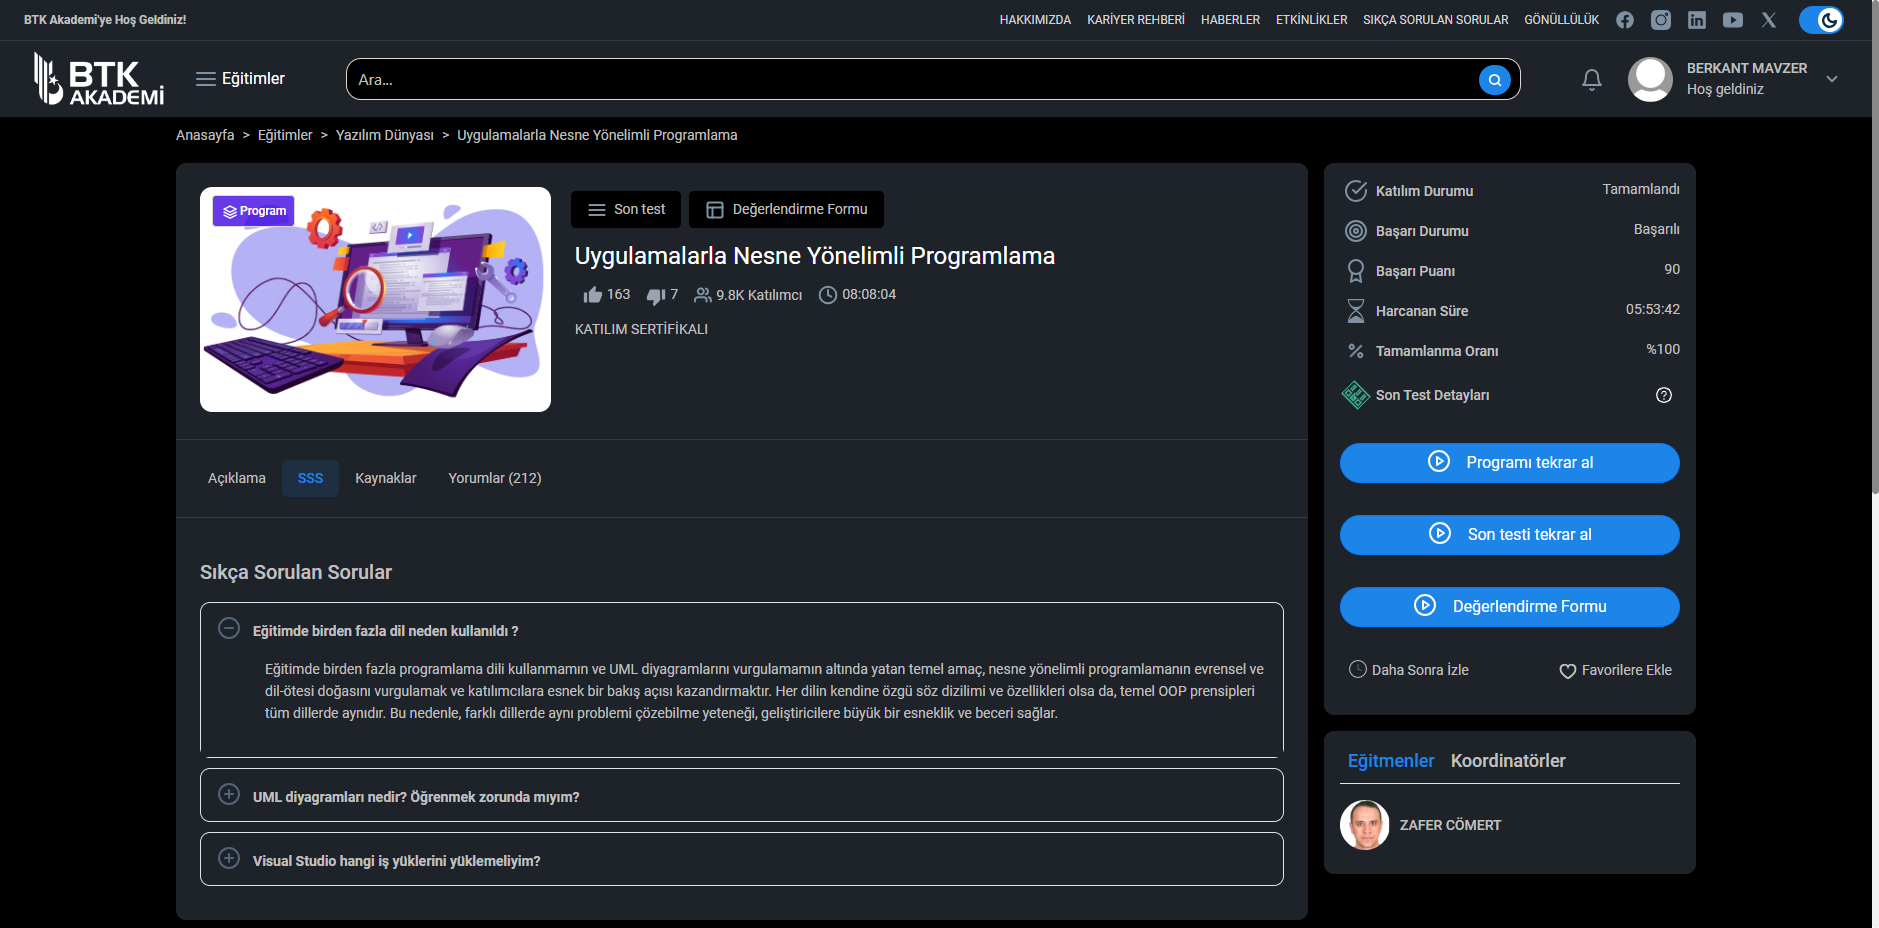 BTK Akademi'ye Hoş Geldiniz!
HAKKIMIZDA KARİYER REHBERİ HABERLER ETKİNLİKLER SIKÇA SORULAN SORULAR GÖNÜLLÜLÜK
BTK AKADEMİ
Eğitimler
Ara...
BERKANT MAVZER
Hoş geldiniz
Anasayfa > Eğitimler > Yazılım Dünyası > Uygulamalarla Nesne Yönelimli Programlama
Program
Son test
Değerlendirme Formu
Uygulamalarla Nesne Yönelimli Programlama
163 7 9.8K Katılımcı 08:08:04
KATILIM SERTİFİKALI
Açıklama SSS Kaynaklar Yorumlar (212)
Sıkça Sorulan Sorular
Eğitimde birden fazla dil neden kullanıldı ?
Eğitimde birden fazla programlama dili kullanmamın ve UML diyagramlarını vurgulamamın altında yatan temel amaç, nesne yönelimli programlamanın evrensel ve
dil-ötesi doğasını vurgulamak ve katılımcılara esnek bir bakış açısı kazandırmaktır. Her dilin kendine özgü söz dizilimi ve özellikleri olsa da, temel OOP prensipleri
tüm dillerde aynıdır. Bu nedenle, farklı dillerde aynı problemi çözebilme yeteneği, geliştiricilere büyük bir esneklik ve beceri sağlar.
UML diyagramları nedir? Öğrenmek zorunda mıyım?
Visual Studio hangi iş yüklerini yüklemeliyim?
Katılım Durumu Tamamlandı
Başarı Durumu Başarılı
Başarı Puanı 90
Harcanan Süre 05:53:42
Tamamlanma Oranı %100
Son Test Detayları
Programı tekrar al
Son testi tekrar al
Değerlendirme Formu
Daha Sonra İzle Favorilere Ekle
Eğitmenler Koordinatörler
ZAFER CÖMERT